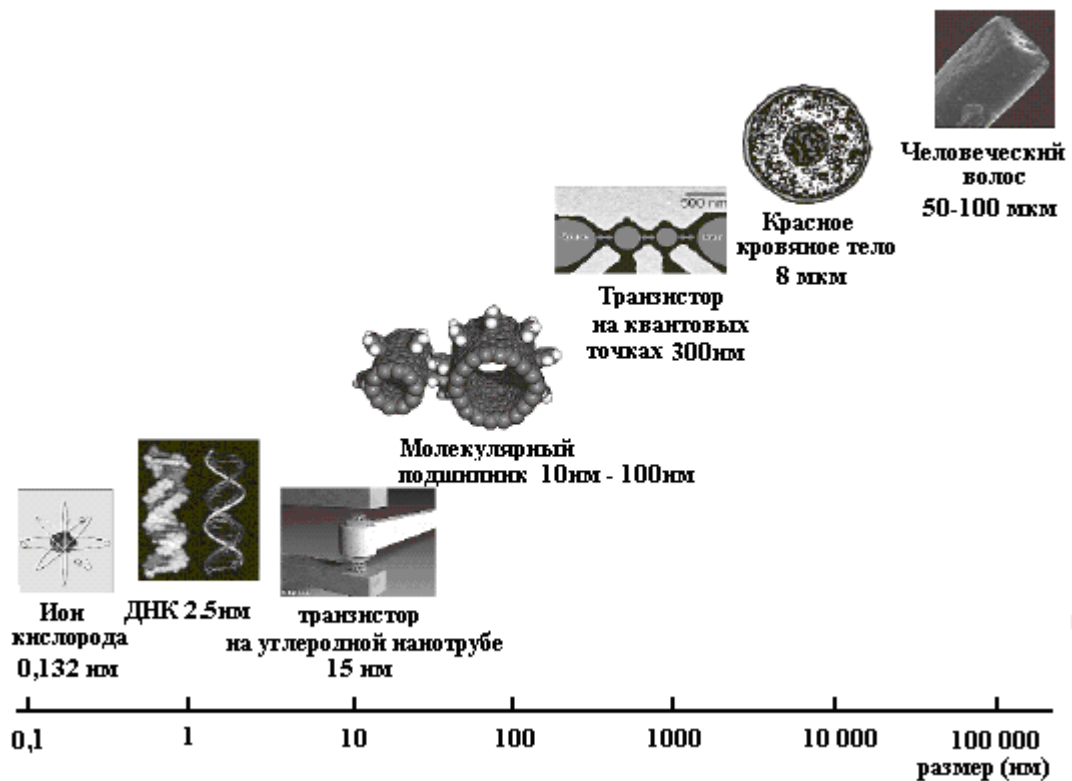 Человеческий
волос
50-100 мкм
500 nm
Красное
кровяное тело
8 мкм
Транзистор
на квантовых
точках 300нм
Молекулярный
подшипник 10нм - 100нм
Ион
кислорода
0,132 нм
ДНК 2.5нм
транзистор
на углеродной нанотрубе
15 нм
0,1 1 10 100 1000 10 000 100 000
размер (нм)